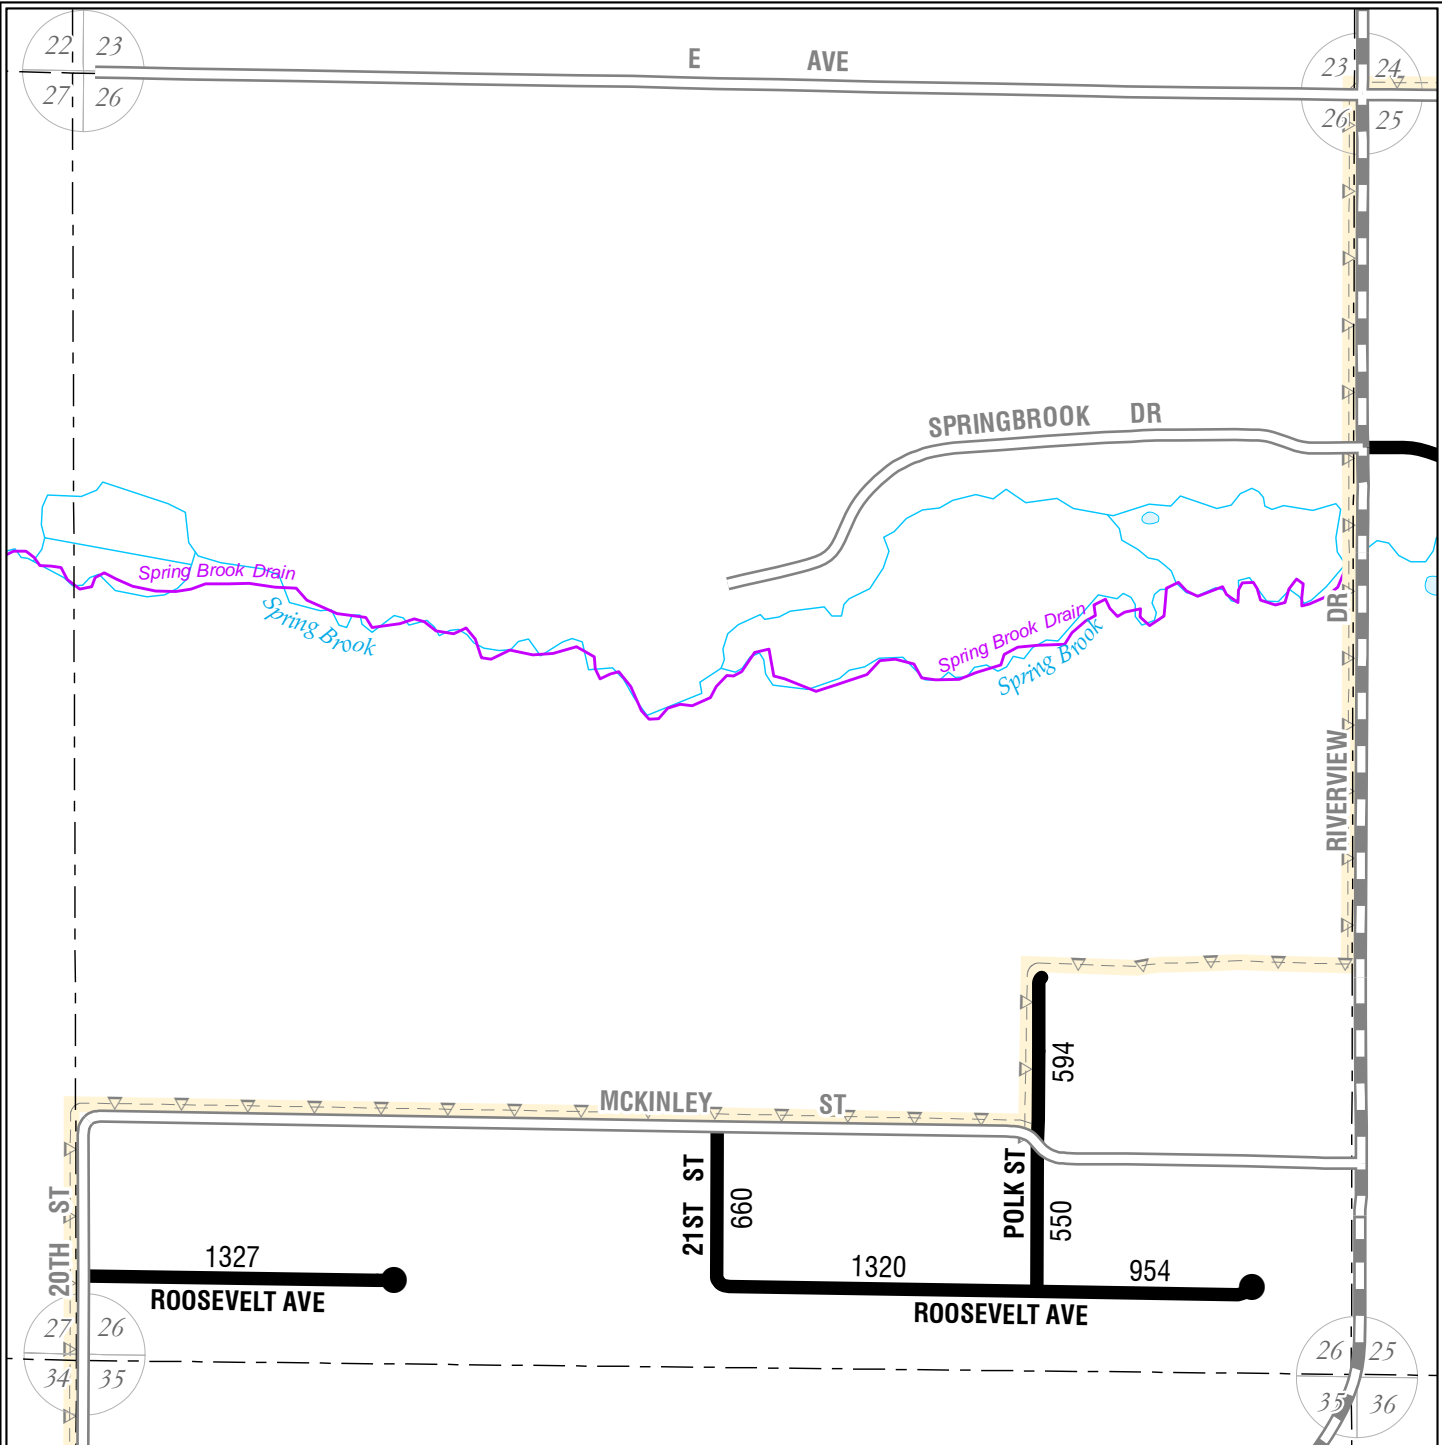 22 23
27 26
E AVE
23 24
26 25
SPRINGBROOK DR
Spring Brook Drain
Spring Brook
Spring Brook Drain
Spring Brook
RIVERVIEW DR
594
MCKINLEY ST
20TH ST
21ST ST
660
POLK ST
550
1327
ROOSEVELT AVE
1320
954
ROOSEVELT AVE
27 26
34 35
26 25
35 36